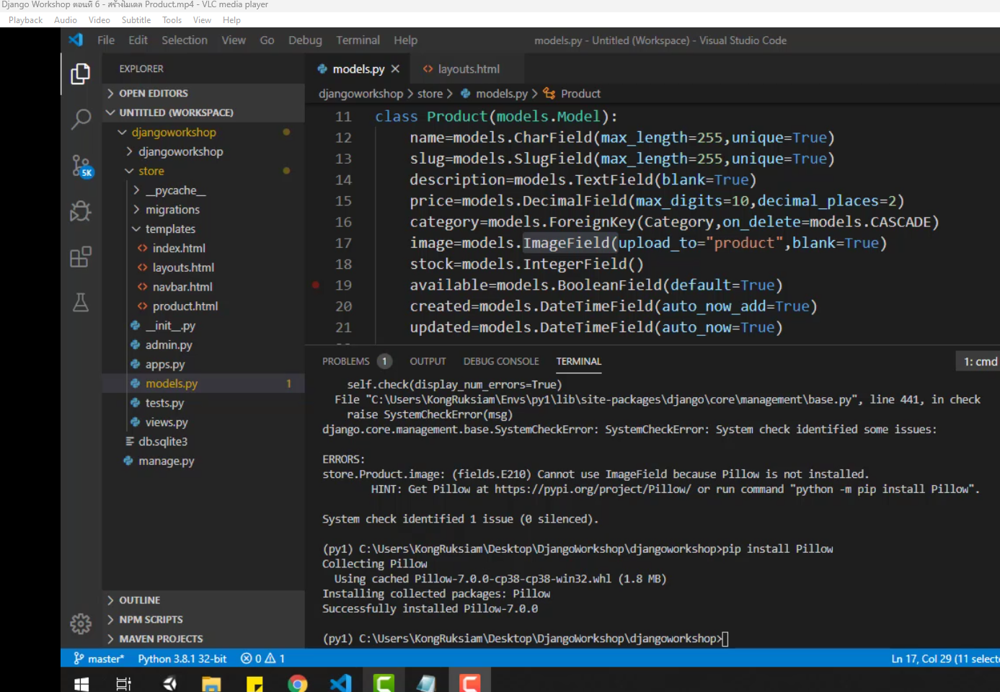 Django Workshop ตอนที่ 6 - สร้างโมเดล Product.mp4 - VLC media player
Playback Audio Video Subtitle Tools View Help
File Edit Selection View Go Debug Terminal Help models.py - Untitled (Workspace) - Visual Studio Code
EXPLORER
OPEN EDITORS
UNTITLED (WORKSPACE)
djangoworkshop
djangoworkshop
store
__pycache__
migrations
templates
index.html
layouts.html
navbar.html
product.html
__init__.py
admin.py
apps.py
models.py 1
tests.py
views.py
db.sqlite3
manage.py
OUTLINE
NPM SCRIPTS
MAVEN PROJECTS
5K
models.py layouts.html
djangoworkshop > store > models.py > Product
11 class Product(models.Model):
12 name=models.CharField(max_length=255,unique=True)
13 slug=models.SlugField(max_length=255,unique=True)
14 description=models.TextField(blank=True)
15 price=models.DecimalField(max_digits=10,decimal_places=2)
16 category=models.ForeignKey(Category,on_delete=models.CASCADE)
17 image=models.ImageField(upload_to="product",blank=True)
18 stock=models.IntegerField()
19 available=models.BooleanField(default=True)
20 created=models.DateTimeField(auto_now_add=True)
21 updated=models.DateTimeField(auto_now=True)
PROBLEMS 1 OUTPUT DEBUG CONSOLE TERMINAL 1: cmd
self.check(display_num_errors=True)
File "C:\Users\KongRuksiam\Envs\py1\lib\site-packages\django\core\management\base.py", line 441, in check
raise SystemCheckError(msg)
django.core.management.base.SystemCheckError: SystemCheckError: System check identified some issues:
ERRORS:
store.Product.image: (fields.E210) Cannot use ImageField because Pillow is not installed.
HINT: Get Pillow at https://pypi.org/project/Pillow/ or run command "python -m pip install Pillow".
System check identified 1 issue (0 silenced).
(py1) C:\Users\KongRuksiam\Desktop\DjangoWorkshop\djangoworkshop>pip install Pillow
Collecting Pillow
Using cached Pillow-7.0.0-cp38-cp38-win32.whl (1.8 MB)
Installing collected packages: Pillow
Successfully installed Pillow-7.0.0
(py1) C:\Users\KongRuksiam\Desktop\DjangoWorkshop\djangoworkshop>
master* Python 3.8.1 32-bit 0 1 Ln 17, Col 29 (11 selected